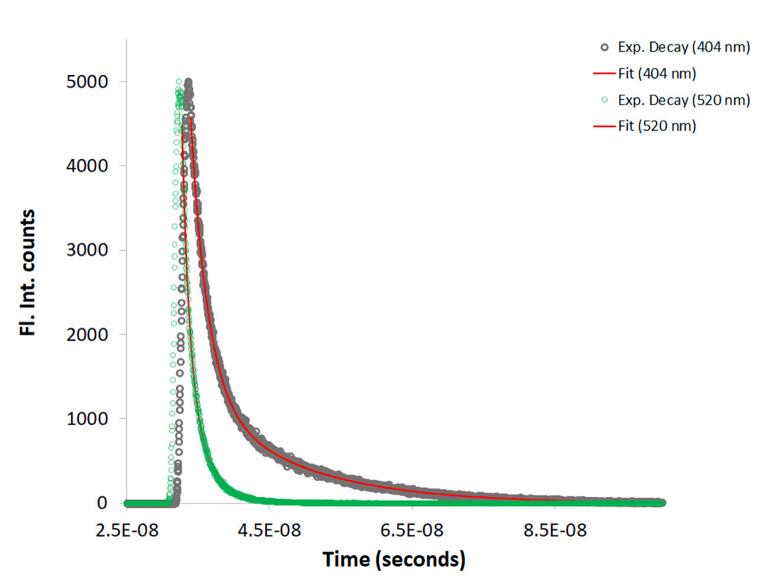 Exp. Decay (404 nm)
Fit (404 nm)
Exp. Decay (520 nm)
Fit (520 nm)
Fl. Int. counts
5000
4000
3000
2000
1000
0
2.5E-08 4.5E-08 6.5E-08 8.5E-08
Time (seconds)